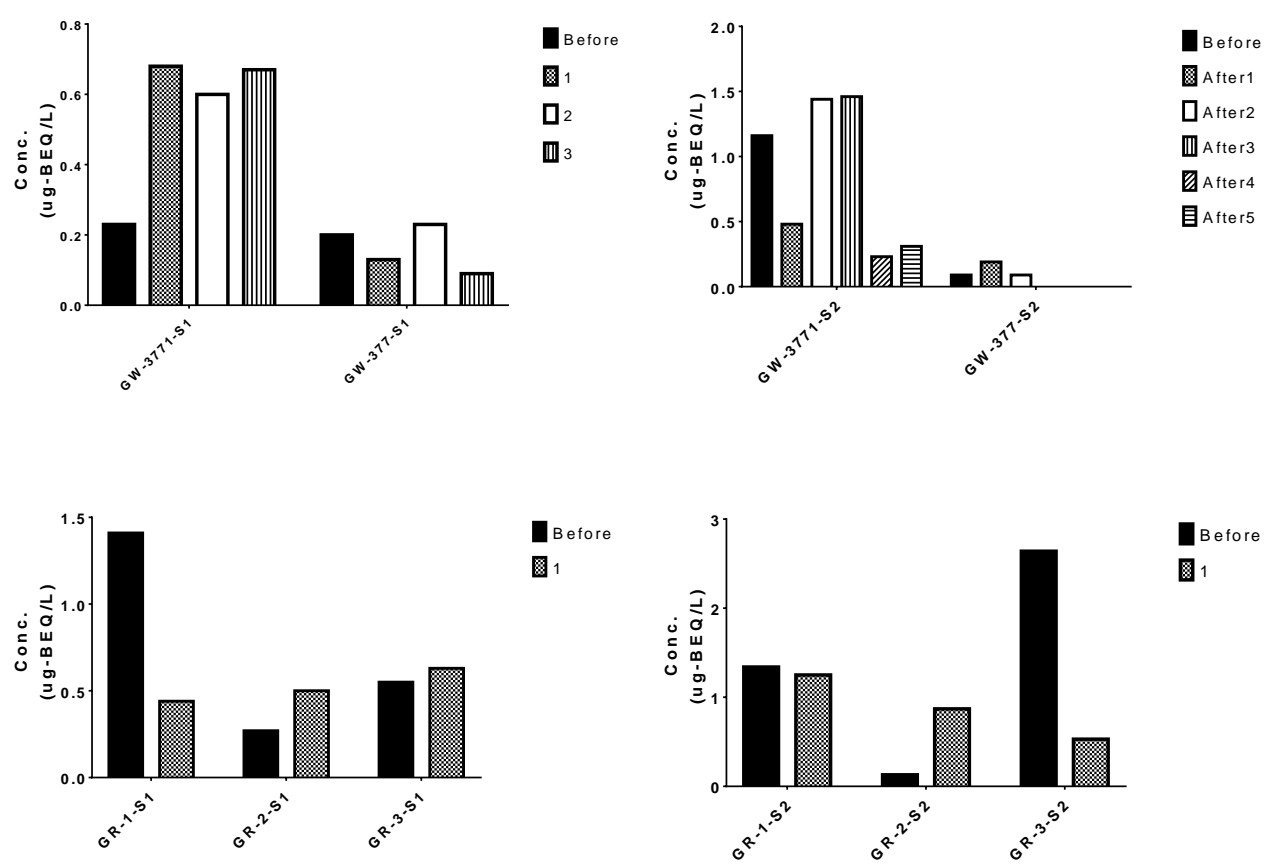 0.8
0.6
0.4
0.2
0.0
Conc.
(ug-BEQ/L)
GW-3771-S1
GW-377-S1
Before
1
2
3
2.0
1.5
1.0
0.5
0.0
Conc.
(ug-BEQ/L)
GW-3771-S2
GW-377-S2
Before
After1
After2
After3
After4
After5
1.5
1.0
0.5
0.0
Conc.
(ug-BEQ/L)
GR-1-S1
GR-2-S1
GR-3-S1
Before
1
3
2
1
0
Conc.
(ug-BEQ/L)
GR-1-S2
GR-2-S2
GR-3-S2
Before
1